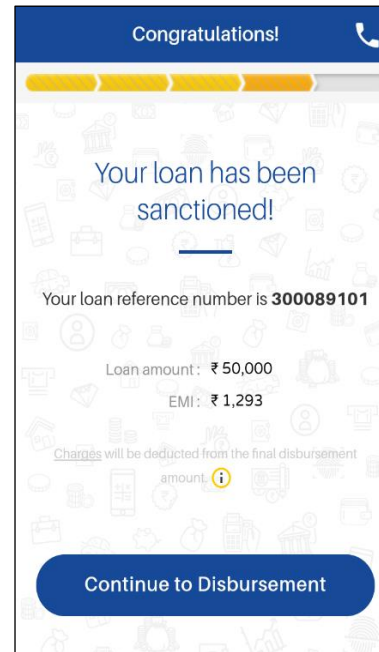 Congratulations!
Your loan has been
sanctioned!
Your loan reference number is 300089101
Loan amount : ₹ 50,000
EMI : ₹ 1,293
Charges will be deducted from the final disbursement
amount. i
Continue to Disbursement